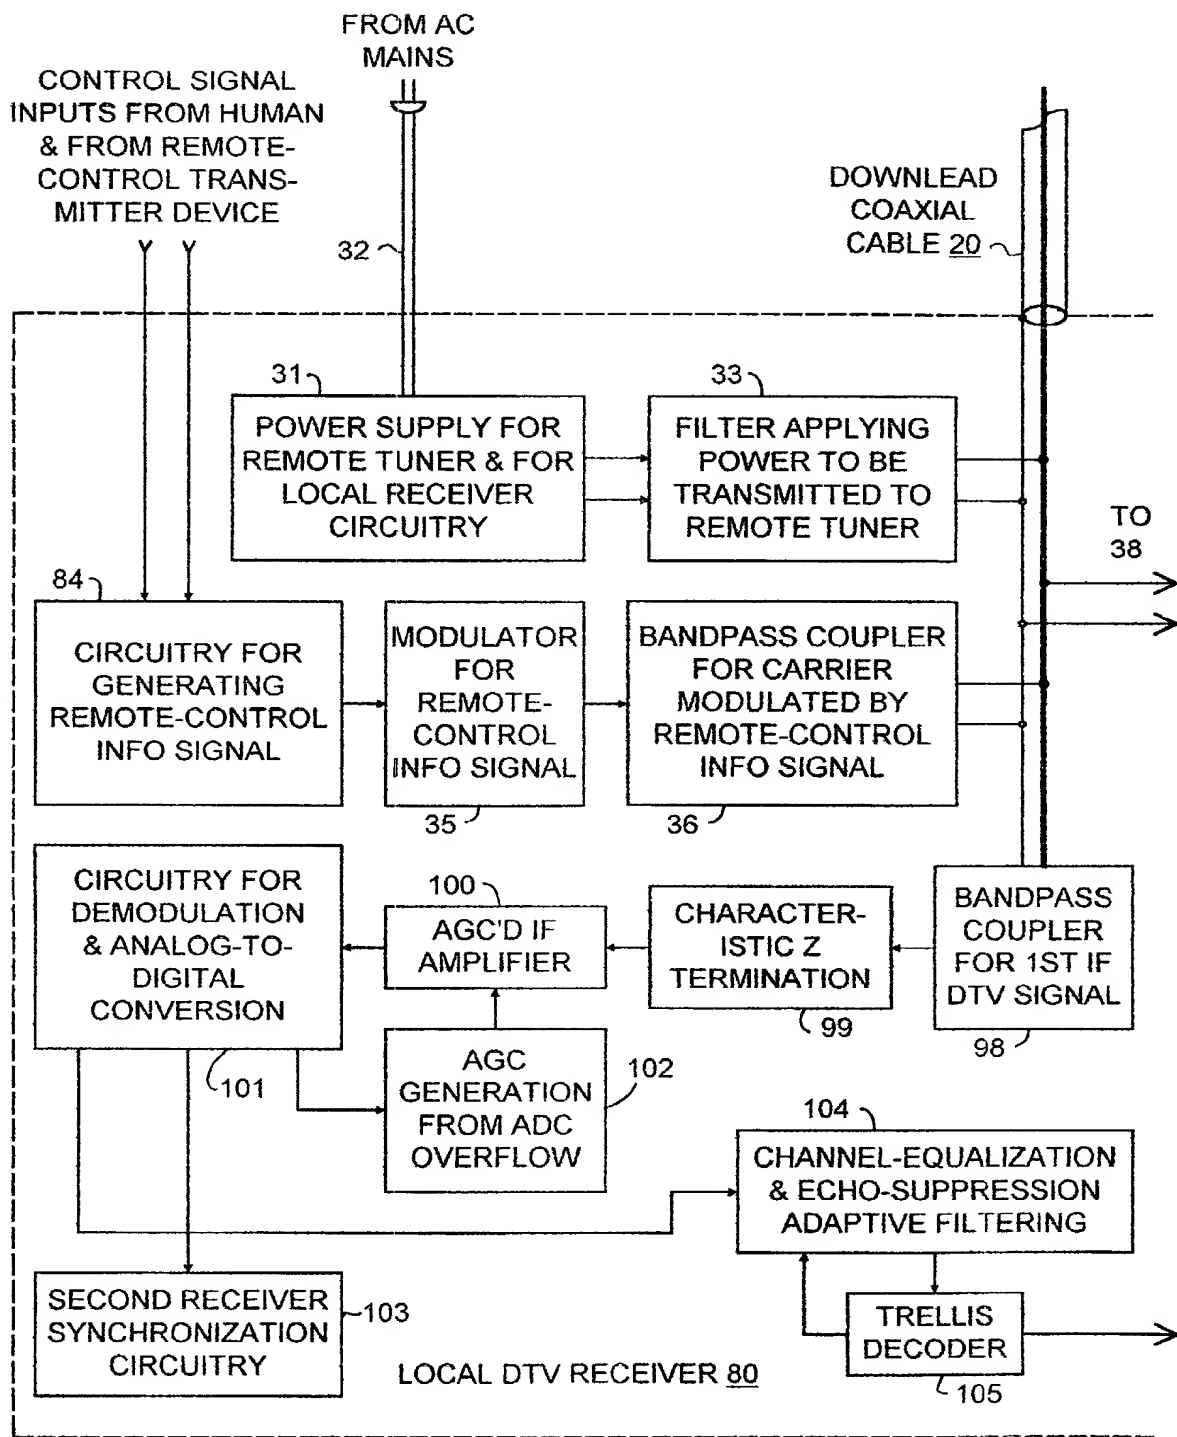 FROM AC
MAINS
CONTROL SIGNAL
INPUTS FROM HUMAN
& FROM REMOTE-
CONTROL TRANS-
MITTER DEVICE
32
DOWNLEAD
COAXIAL
CABLE 20
31
POWER SUPPLY FOR
REMOTE TUNER & FOR
LOCAL RECEIVER
CIRCUITRY
33
FILTER APPLYING
POWER TO BE
TRANSMITTED TO
REMOTE TUNER
TO
38
84
CIRCUITRY FOR
GENERATING
REMOTE-CONTROL
INFO SIGNAL
MODULATOR
FOR
REMOTE-
CONTROL
INFO SIGNAL
35
BANDPASS COUPLER
FOR CARRIER
MODULATED BY
REMOTE-CONTROL
INFO SIGNAL
36
CIRCUITRY FOR
DEMODULATION
& ANALOG-TO-
DIGITAL
CONVERSION
101
100
AGC'D IF
AMPLIFIER
CHARACTER-
ISTIC Z
TERMINATION
99
BANDPASS
COUPLER
FOR 1ST IF
DTV SIGNAL
98
AGC
GENERATION
FROM ADC
OVERFLOW
102
104
CHANNEL-EQUALIZATION
& ECHO-SUPPRESSION
ADAPTIVE FILTERING
SECOND RECEIVER
SYNCHRONIZATION
CIRCUITRY
103
TRELLIS
DECODER
105
LOCAL DTV RECEIVER 80